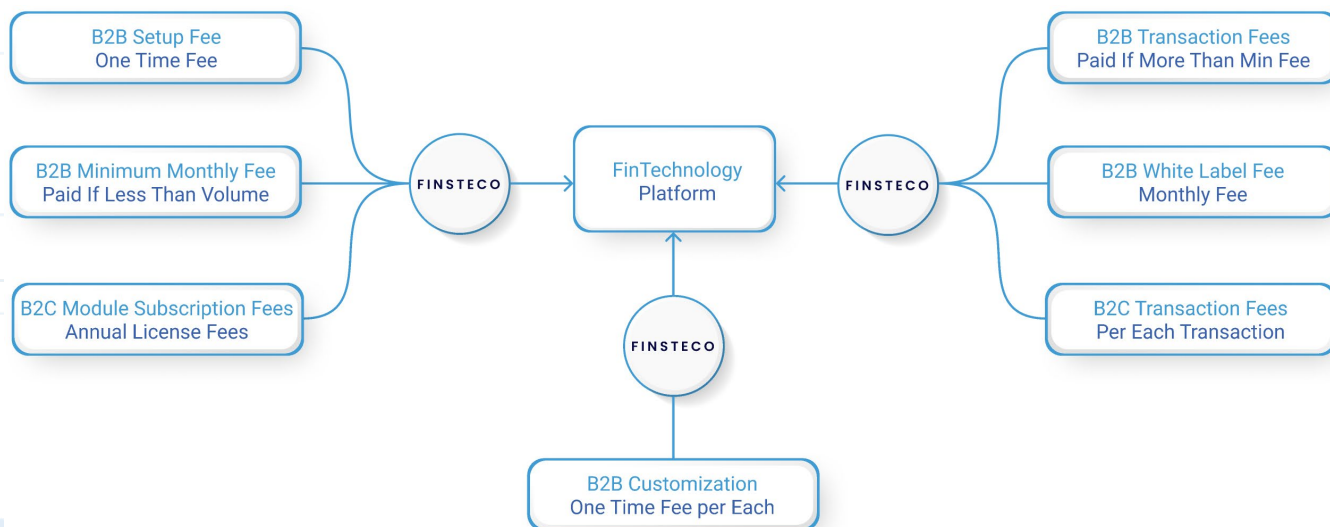 B2B Setup Fee
One Time Fee
B2B Minimum Monthly Fee
Paid If Less Than Volume
B2C Module Subscription Fees
Annual License Fees
FINSTECO
FinTechnology
Platform
FINSTECO
FINSTECO
B2B Customization
One Time Fee per Each
B2B Transaction Fees
Paid If More Than Min Fee
B2B White Label Fee
Monthly Fee
B2C Transaction Fees
Per Each Transaction